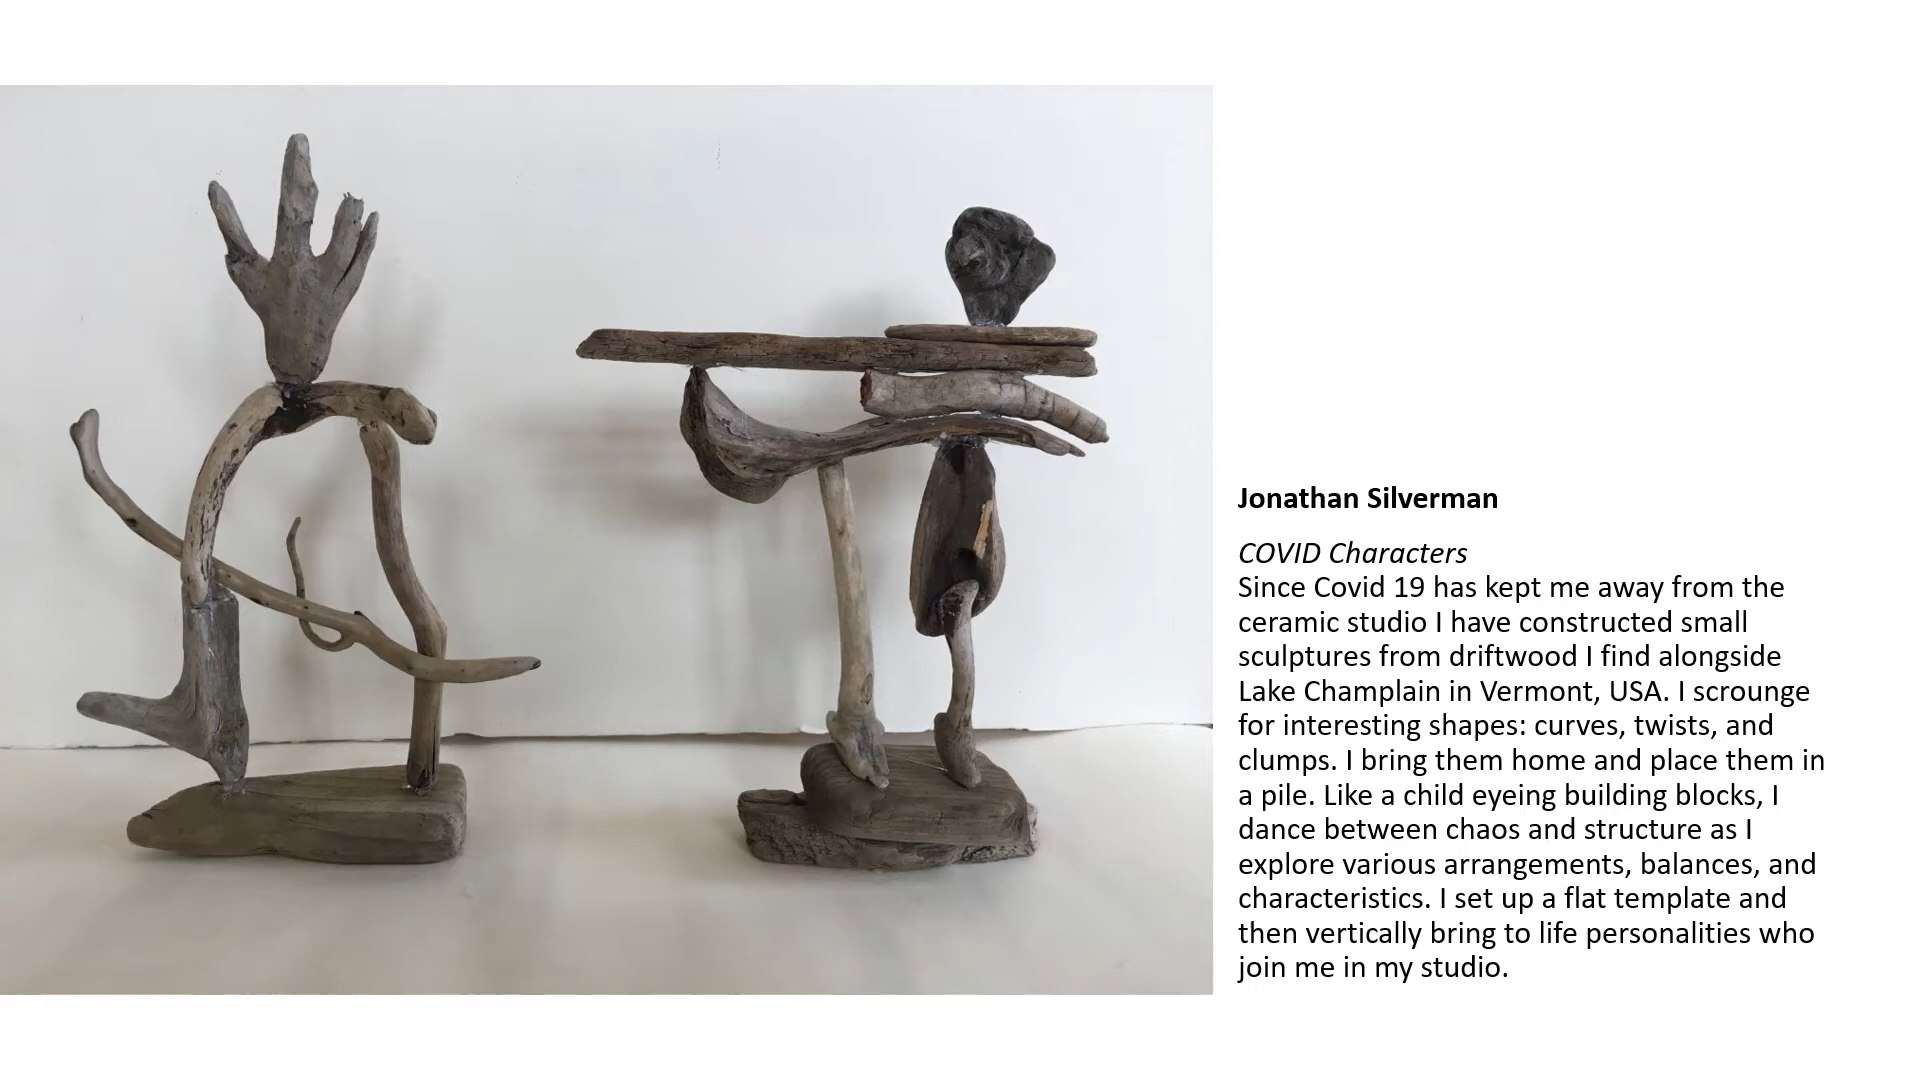 Jonathan Silverman
COVID Characters
Since Covid 19 has kept me away from the
ceramic studio I have constructed small
sculptures from driftwood I find alongside
Lake Champlain in Vermont, USA. I scrounge
for interesting shapes: curves, twists, and
clumps. I bring them home and place them in
a pile. Like a child eyeing building blocks, I
dance between chaos and structure as I
explore various arrangements, balances, and
characteristics. I set up a flat template and
then vertically bring to life personalities who
join me in my studio.